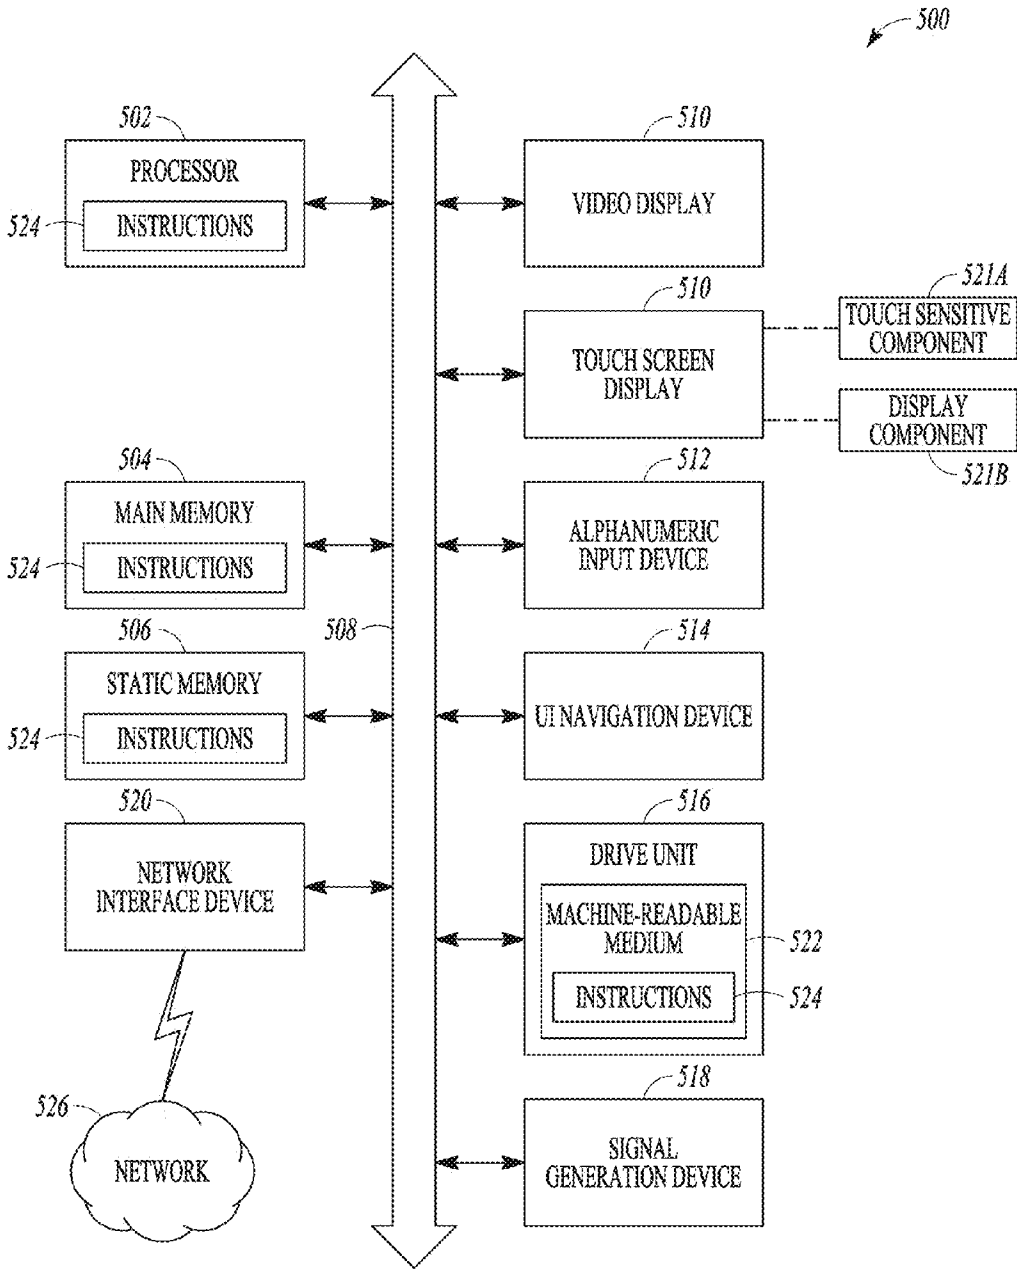 500
502
PROCESSOR
524
INSTRUCTIONS
510
VIDEO DISPLAY
510
TOUCH SCREEN
DISPLAY
521A
TOUCH SENSITIVE
COMPONENT
DISPLAY
COMPONENT
521B
504
MAIN MEMORY
524
INSTRUCTIONS
512
ALPHANUMERIC
INPUT DEVICE
508
506
STATIC MEMORY
524
INSTRUCTIONS
514
UI NAVIGATION DEVICE
520
NETWORK
INTERFACE DEVICE
516
DRIVE UNIT
MACHINE-READABLE
MEDIUM
522
INSTRUCTIONS
524
526
NETWORK
518
SIGNAL
GENERATION DEVICE